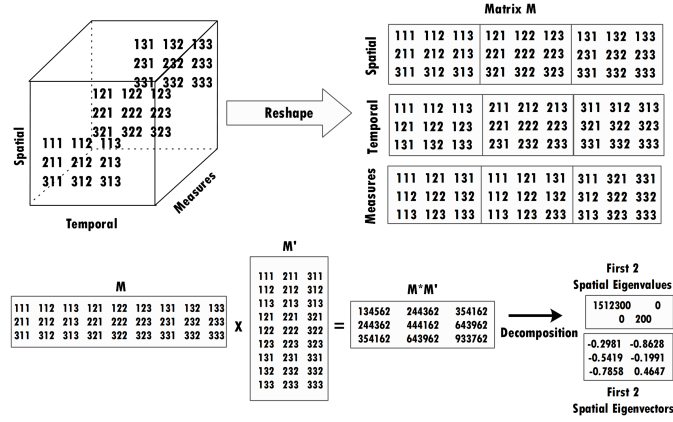 Matrix M
131 132 133
231 232 233
331 332 333
121 122 123
221 222 223
321 322 323
111 112 113
211 212 213
311 312 313
Spatial
Temporal
Measures
Reshape
Spatial
111 112 113 121 122 123 131 132 133
211 212 213 221 222 223 231 232 233
311 312 313 321 322 323 331 332 333
Temporal
111 112 113 211 212 213 311 312 313
121 122 123 221 222 223 321 322 323
131 132 133 231 232 233 331 332 333
Measures
111 121 131 111 121 131 311 321 331
112 122 132 112 122 132 312 322 332
113 123 133 113 123 233 313 323 333
M
111 112 113 121 122 123 131 132 133
211 212 213 221 222 223 231 232 233
311 312 313 321 322 323 331 332 333
X
M'
111 211 311
112 212 312
113 213 313
121 221 321
122 222 322
123 223 323
131 231 331
132 232 332
133 233 333
=
M*M'
134562 244362 354162
244362 444162 643962
354162 643962 933762
Decomposition
First 2
Spatial Eigenvalues
1512300 0
0 200
-0.2981 -0.8628
-0.5419 -0.1991
-0.7858 0.4647
First 2
Spatial Eigenvectors